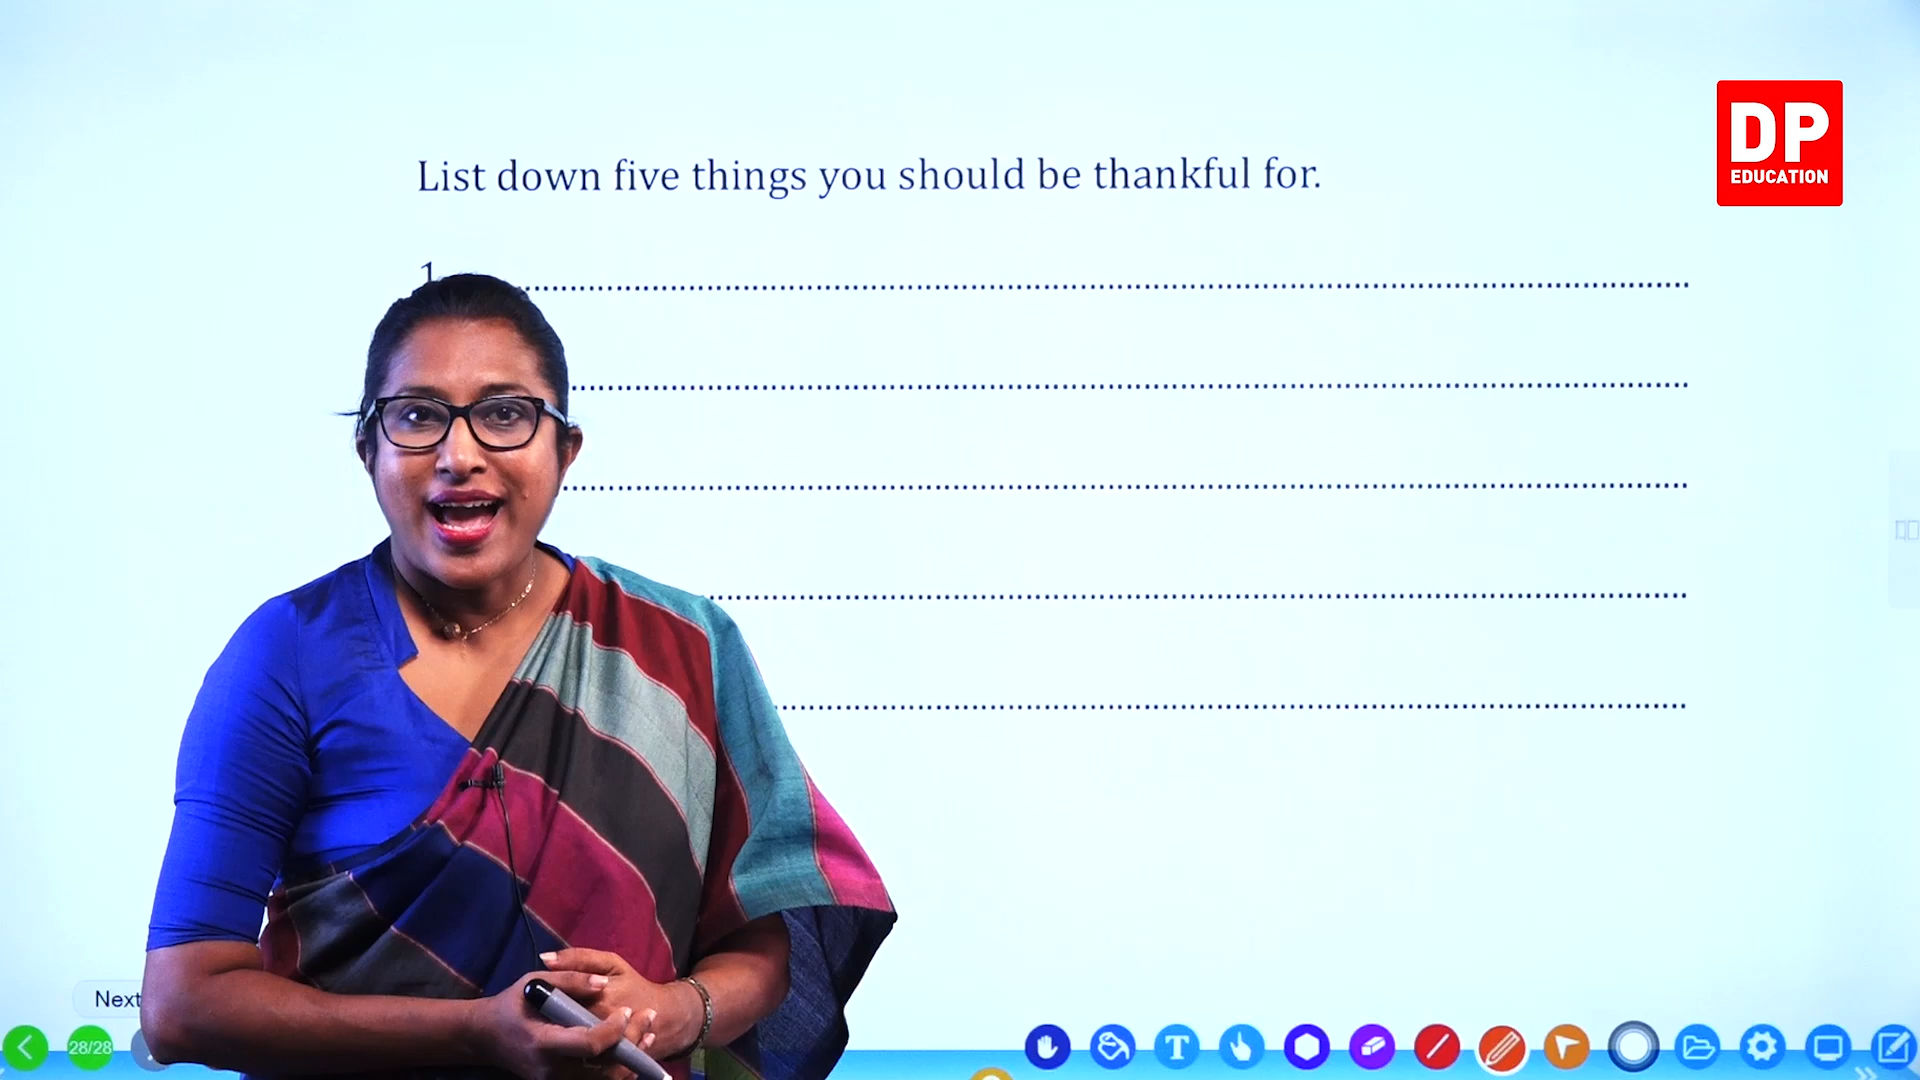 DP
EDUCATION
List down five things you should be thankful for.
1
Next
28/28
T